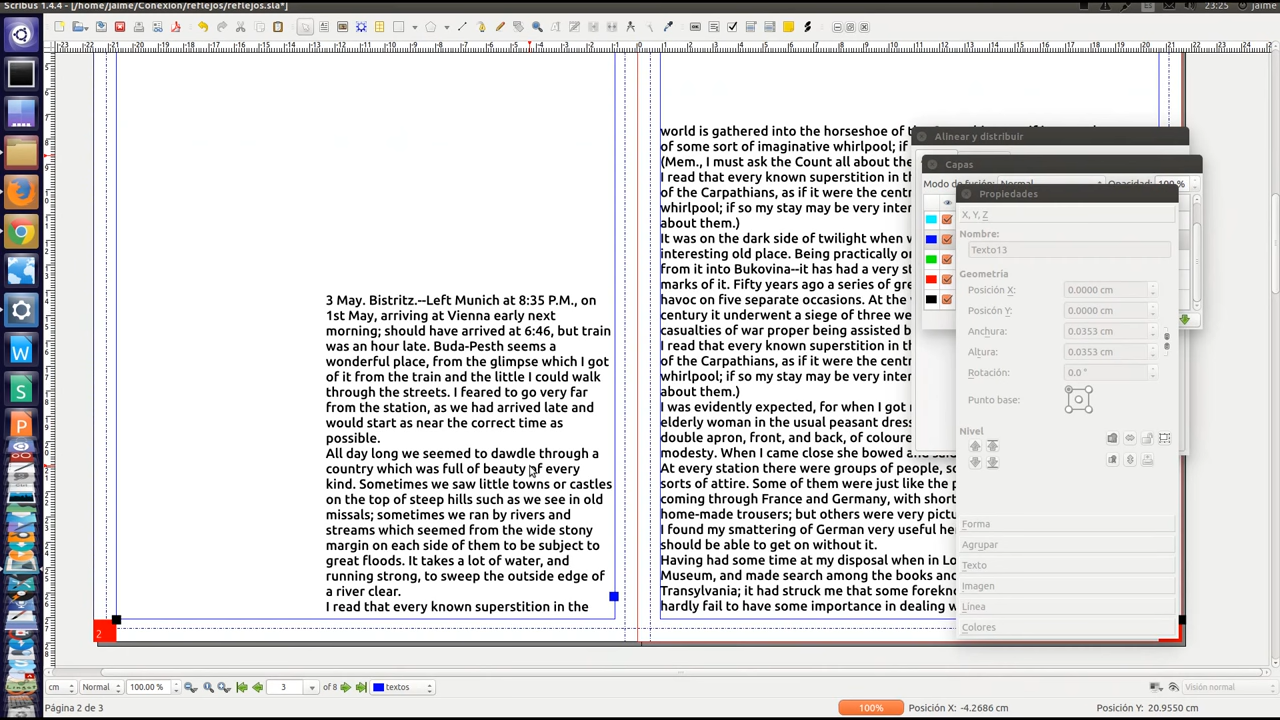 Scribus 1.4.4 - [/home/jaime/Conexion/reflejos/reflejos.sla*]
23:25 jaime
3 May. Bistritz.--Left Munich at 8:35 P.M., on
1st May, arriving at Vienna early next
morning; should have arrived at 6:46, but train
was an hour late. Buda-Pesth seems a
wonderful place, from the glimpse which I got
of it from the train and the little I could walk
through the streets. I feared to go very far
from the station, as we had arrived late and
would start as near the correct time as
possible.
All day long we seemed to dawdle through a
country which was full of beauty of every
kind. Sometimes we saw little towns or castles
on the top of steep hills such as we see in old
missals; sometimes we ran by rivers and
streams which seemed from the wide stony
margin on each side of them to be subject to
great floods. It takes a lot of water, and
running strong, to sweep the outside edge of
a river clear.
I read that every known superstition in the
2
world is gathered into the horseshoe of
of some sort of imaginative whirlpool; if
(Mem., I must ask the Count all about the
I read that every known superstition in th
of the Carpathians, as if it were the centr
whirlpool; if so my stay may be very inter
about them.)
It was on the dark side of twilight when w
interesting old place. Being practically on
from it into Bukovina--it has had a very st
marks of it. Fifty years ago a series of gre
havoc on five separate occasions. At the
century it underwent a siege of three we
casualties of war proper being assisted b
I read that every known superstition in th
of the Carpathians, as if it were the centr
whirlpool; if so my stay may be very inter
about them.)
I was evidently expected, for when I got n
elderly woman in the usual peasant dress
double apron, front, and back, of coloure
modesty. When I came close she bowed and
At every station there were groups of people, so
sorts of attire. Some of them were just like the p
coming through France and Germany, with short
home-made trousers; but others were very pictu
I found my smattering of German very useful he
should be able to get on without it.
Having had some time at my disposal when in Lo
Museum, and made search among the books and
Transylvania; it had struck me that some forekno
hardly fail to have some importance in dealing w
Alinear y distribuir
Capas
Modo de fusión: Normal Opacidad: 100 %
Propiedades
X, Y, Z
Nombre:
Texto13
Geometría
Posición X: 0.0000 cm
Posición Y: 0.0000 cm
Anchura: 0.0353 cm
Altura: 0.0353 cm
Rotación: 0.0 °
Punto base:
Nivel
Forma
Agrupar
Texto
Imagen
Línea
Colores
cm Normal 100.00 % 3 of 8 textos Visión normal
Página 2 de 3 100% Posición X: -4.2686 cm Posición Y: 20.9550 cm